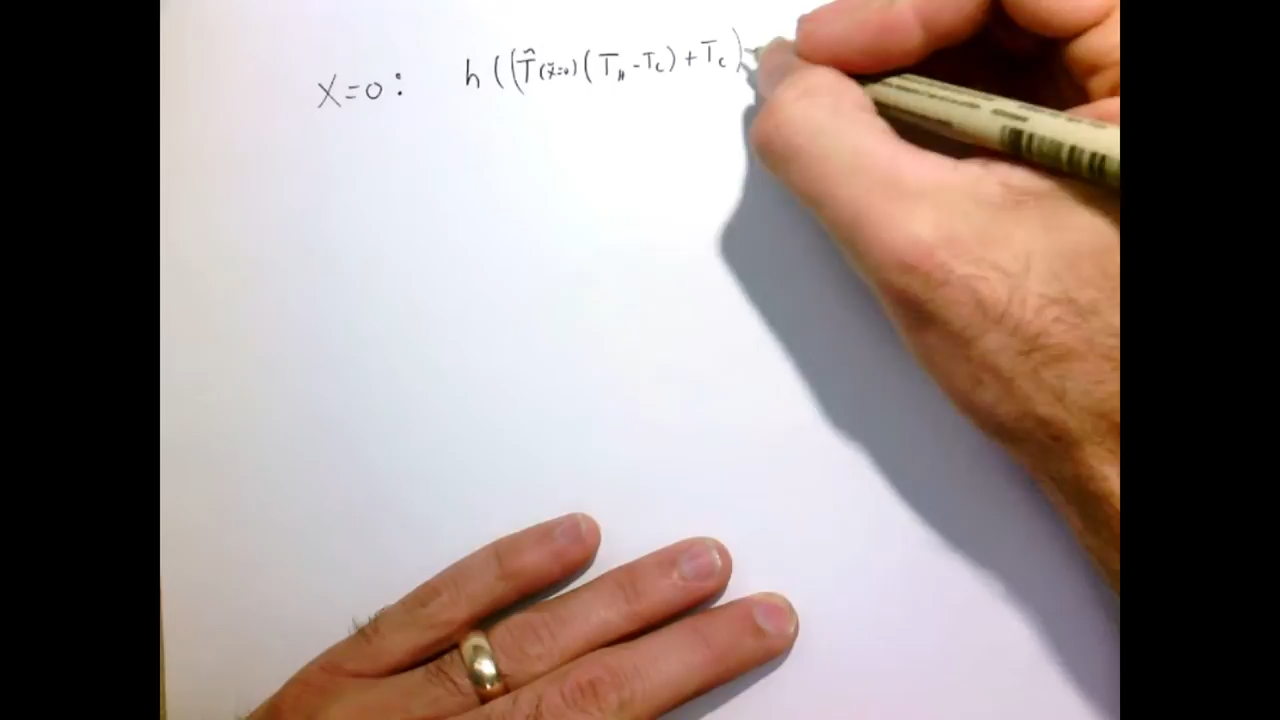 X=0: h((T̂(x̂=0)(T_H-T_C)+T_C)-